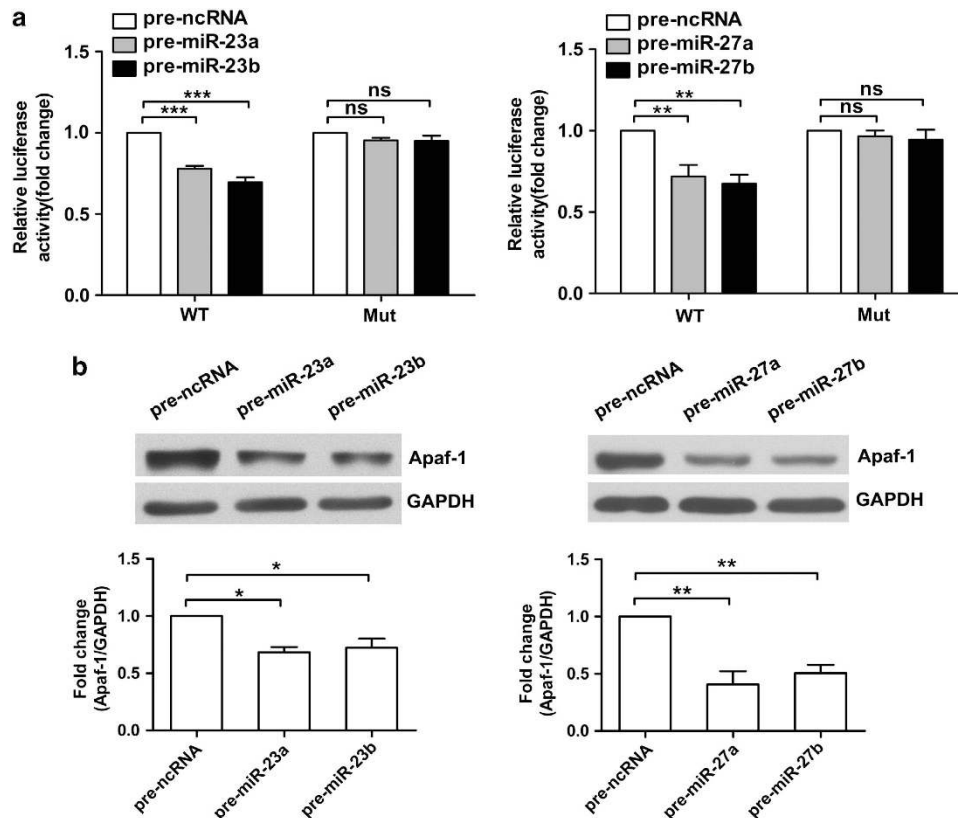 a
pre-ncRNA
pre-miR-23a
pre-miR-23b
Relative luciferase
activity(fold change)
1.5
1.0
0.5
0.0
***
***
ns
ns
WT
Mut
pre-ncRNA
pre-miR-27a
pre-miR-27b
Relative luciferase
activity(fold change)
1.5
1.0
0.5
0.0
**
**
ns
ns
WT
Mut
b
pre-ncRNA
pre-miR-23a
pre-miR-23b
Apaf-1
GAPDH
Fold change
(Apaf-1/GAPDH)
1.5
1.0
0.5
0.0
*
*
pre-ncRNA
pre-miR-23a
pre-miR-23b
pre-ncRNA
pre-miR-27a
pre-miR-27b
Apaf-1
GAPDH
Fold change
(Apaf-1/GAPDH)
1.5
1.0
0.5
0.0
**
**
pre-ncRNA
pre-miR-27a
pre-miR-27b